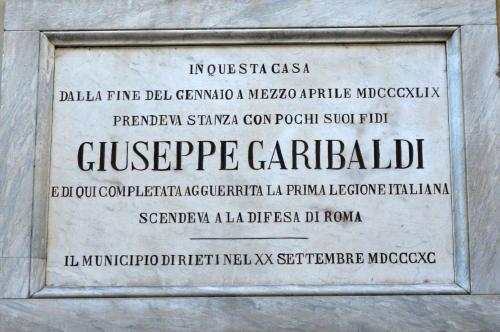 IN QUESTA CASA
DALLA FINE DEL GENNAIO A MEZZO APRILE MDCCCXLIX
PRENDEVA STANZA CON POCHI SUOI FIDI
GIUSEPPE GARIBALDI
E DI QUI COMPLETATA AGGUERRITA LA PRIMA LEGIONE ITALIANA
SCENDEVA A LA DIFESA DI ROMA
IL MUNICIPIO DI RIETI NEL XX SETTEMBRE MDCCCXC